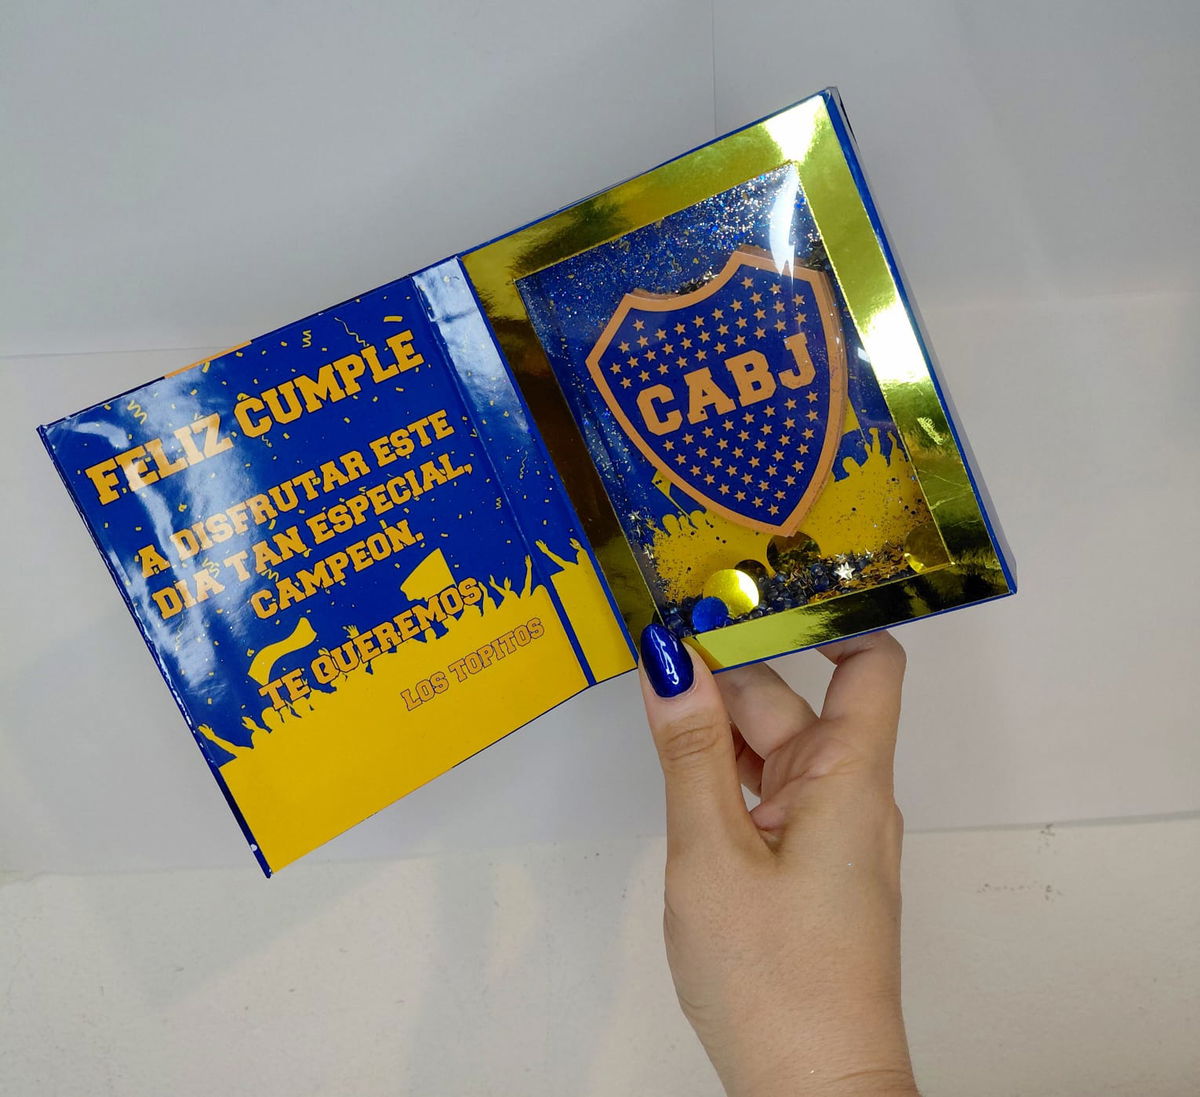 FELIZ CUMPLE
A DISFRUTAR ESTE
DIA TAN ESPECIAL,
CAMPEON.
TE QUEREMOS
LOS TOPITOS
CABJ